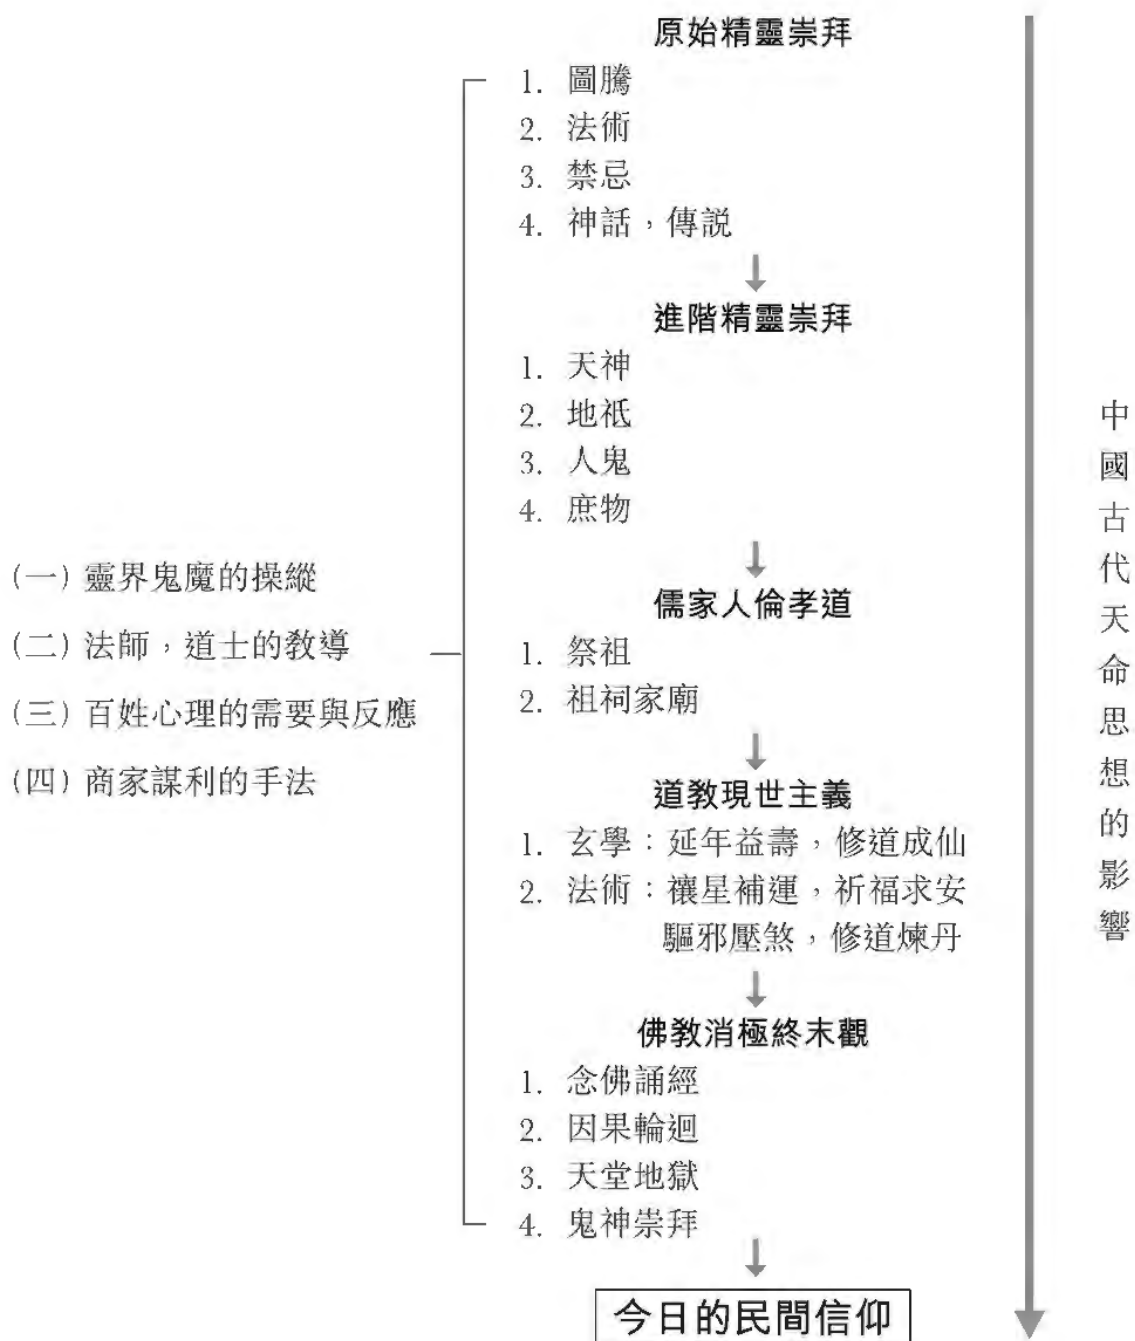 原始精靈崇拜
1. 圖騰
2. 法術
3. 禁忌
4. 神話，傳説
進階精靈崇拜
1. 天神
2. 地祇
3. 人鬼
4. 庶物
儒家人倫孝道
1. 祭祖
2. 祖祠家廟
道教現世主義
1. 玄學：延年益壽，修道成仙
2. 法術：禳星補運，祈福求安
驅邪壓煞，修道煉丹
佛教消極終末觀
1. 念佛誦經
2. 因果輪迴
3. 天堂地獄
4. 鬼神崇拜
今日的民間信仰
(一) 靈界鬼魔的操縱
(二) 法師，道士的教導
(三) 百姓心理的需要與反應
(四) 商家謀利的手法
中國古代天命思想的影響